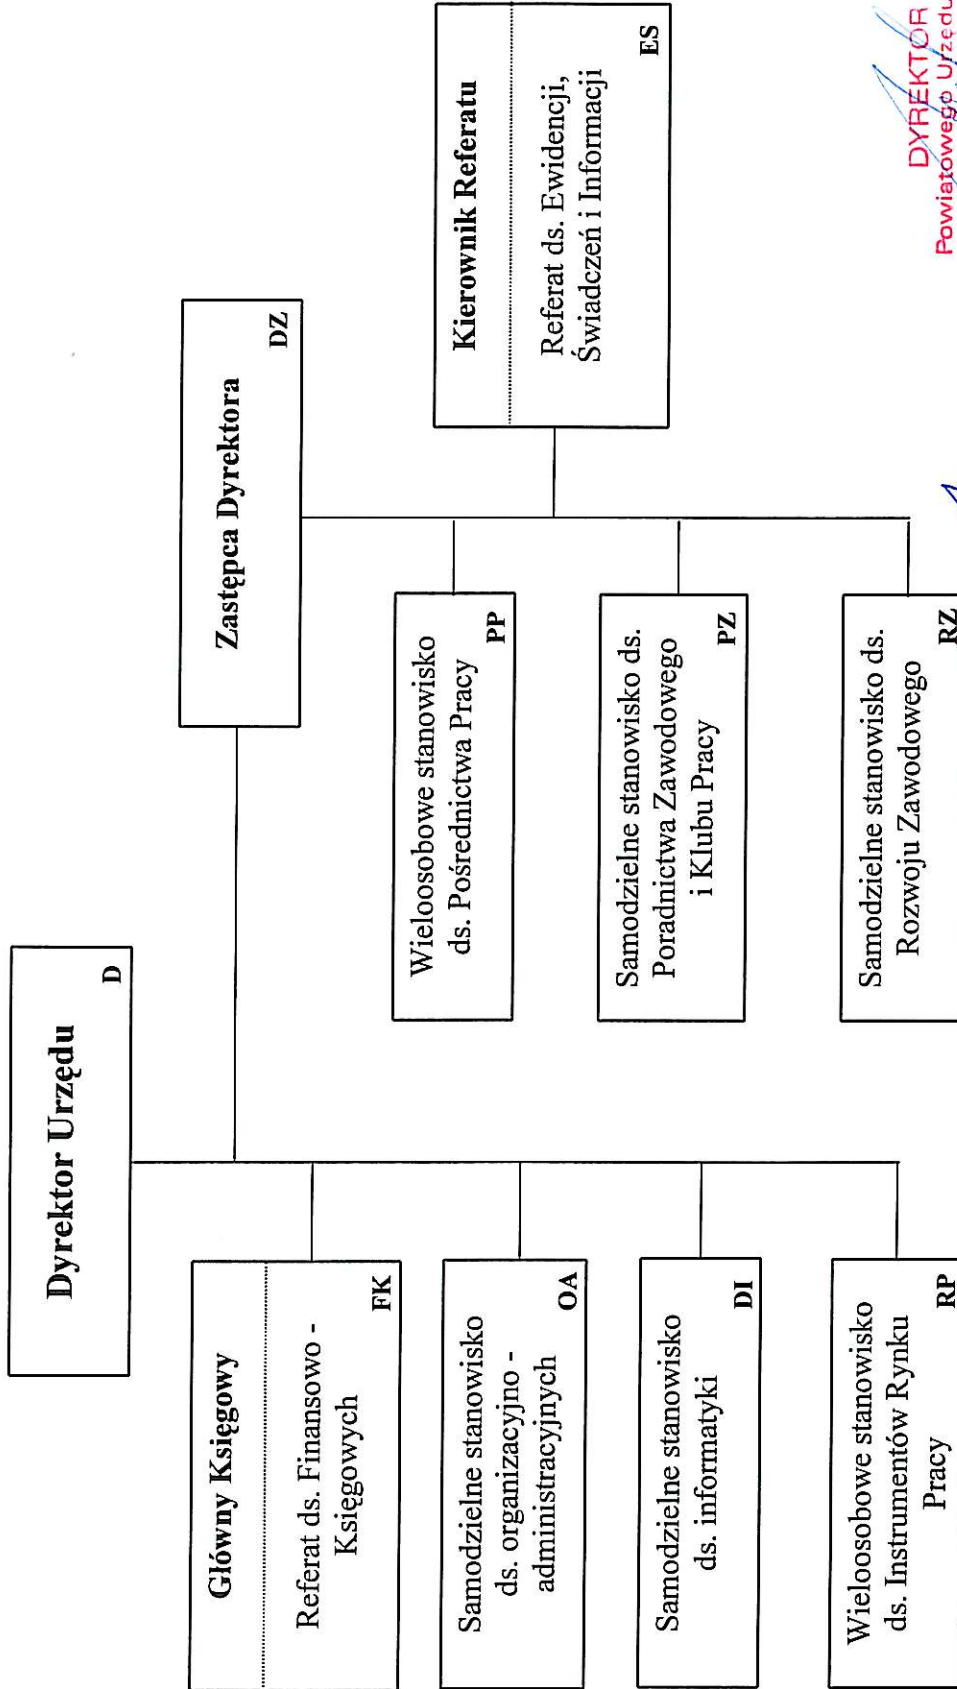 Dyrektor Urzędu
D
Zastępca Dyrektora
DZ
Główny Księgowy
Referat ds. Finansowo -
Księgowych
FK
Samodzielne stanowisko
ds. organizacyjno -
administracyjnych
OA
Samodzielne stanowisko
ds. informatyki
DI
Wieloosobowe stanowisko
ds. Instrumentów Rynku
Pracy
RP
Wieloosobowe stanowisko
ds. Pośrednictwa Pracy
PP
Samodzielne stanowisko ds.
Poradnictwa Zawodowego
i Klubu Pracy
PZ
Samodzielne stanowisko ds.
Rozwoju Zawodowego
RZ
Kierownik Referatu
Referat ds. Ewidencji,
Świadczeń i Informacji
ES
DYREKTOR
Powiatowego Urzędu